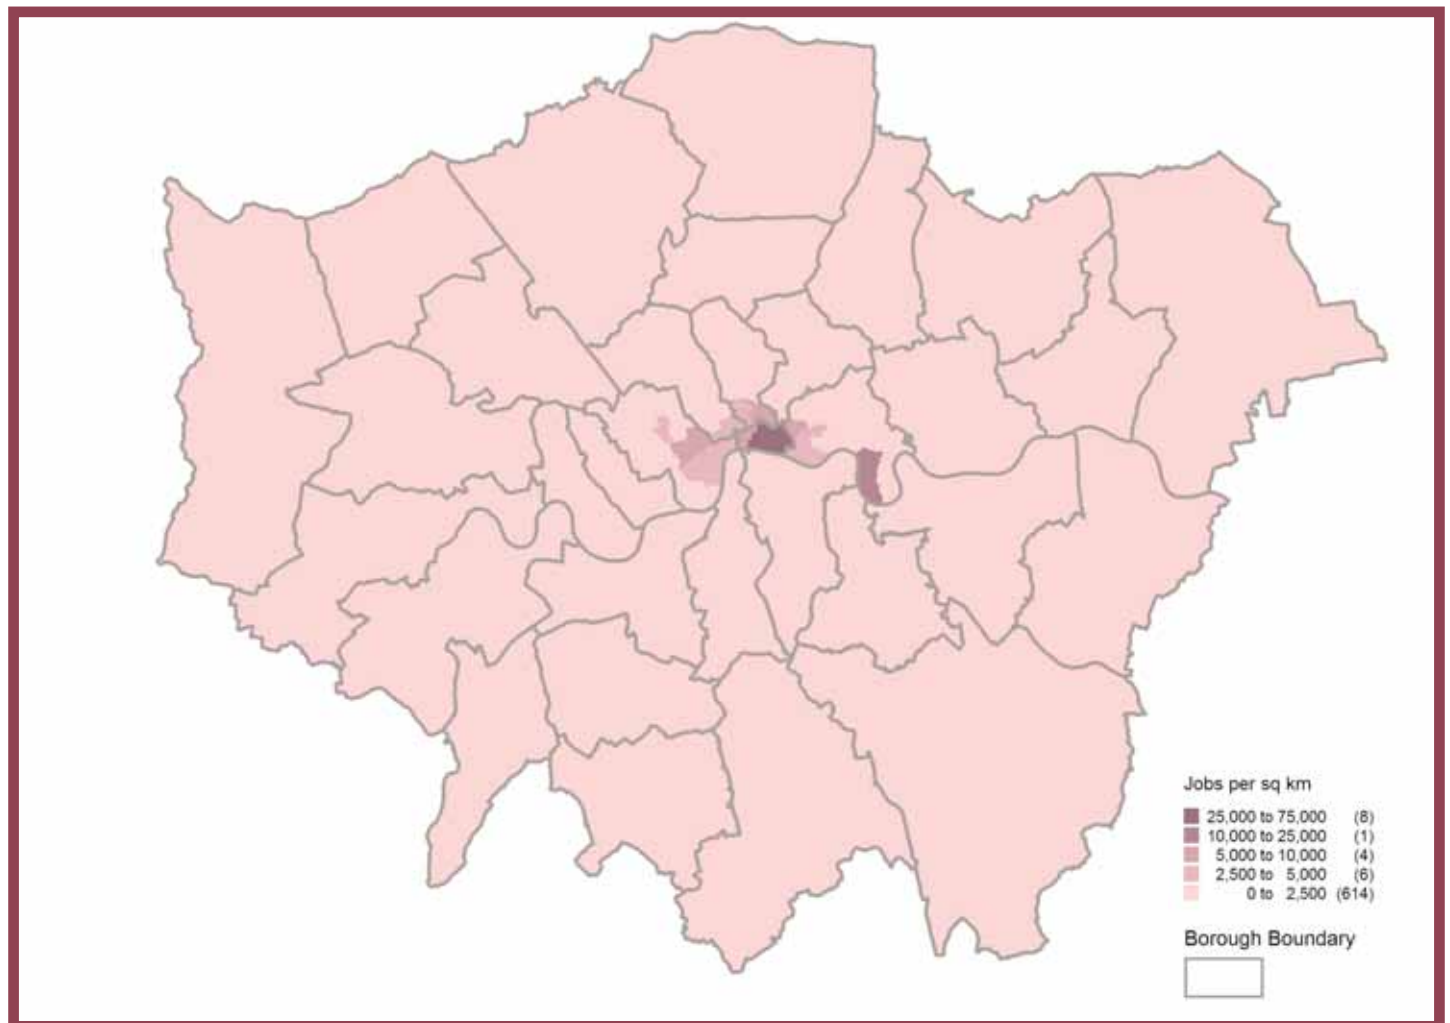 Jobs per sq km
25,000 to 75,000 (8)
10,000 to 25,000 (1)
5,000 to 10,000 (4)
2,500 to 5,000 (6)
0 to 2,500 (614)
Borough Boundary